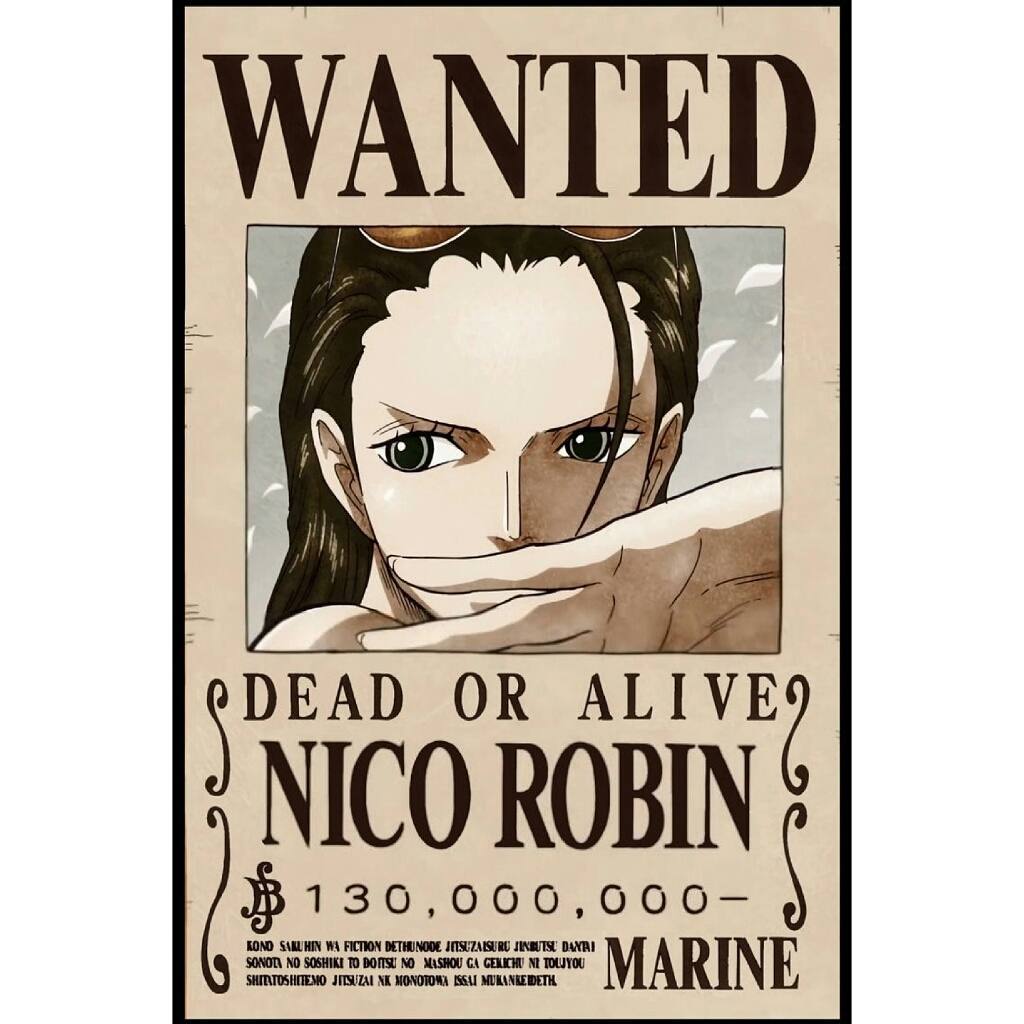 WANTED
DEAD OR ALIVE
NICO ROBIN
฿ 130,000,000-
KONO SAKUHIN WA FICTION DETHUNODE JITSUZAISURU JINBUTSU DANTAI
SONOTA NO SOSHIKI TO DOITSU NO MASHOU GA GEKICHU NI TOUJYOU
SHITATOSHITEMO JITSUZAI NK MONOTOWA ISSAI MUKANKEIDETH.
MARINE